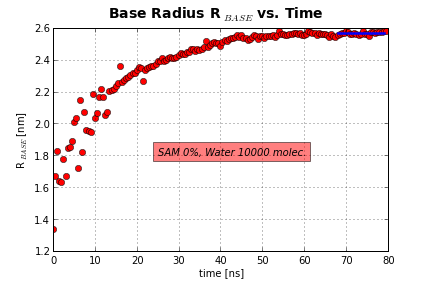 Base Radius R BASE vs. Time
2.6
2.4
2.2
2.0
1.8
1.6
1.4
1.2
R BASE [nm]
SAM 0%, Water 10000 molec.
0 10 20 30 40 50 60 70 80
time [ns]